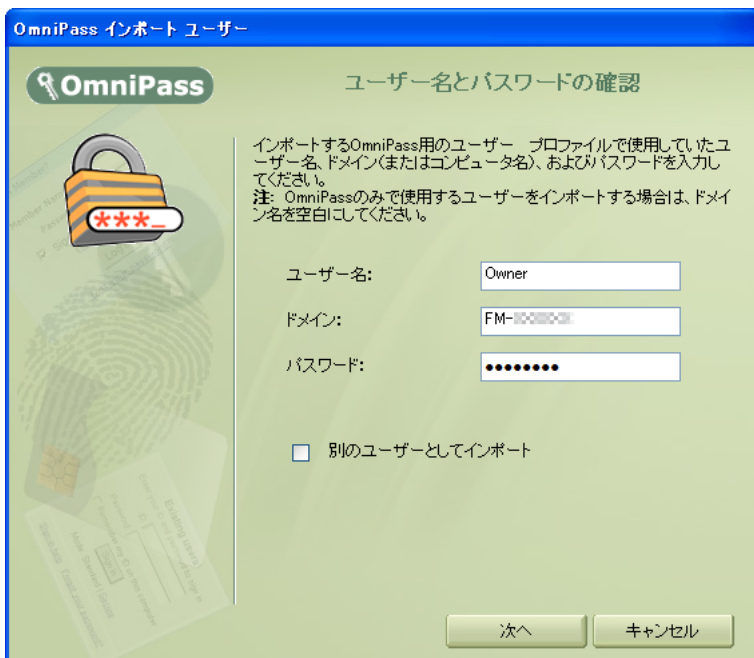 OmniPass インポート ユーザー
OmniPass
ユーザー名とパスワードの確認
インポートするOmniPass用のユーザー プロファイルで使用していたユ
ーザー名、ドメイン(またはコンピュータ名)、およびパスワードを入力し
てください。
注: OmniPassのみで使用するユーザーをインポートする場合は、ドメイ
ン名を空白にしてください。
***_
ユーザー名:
Owner
ドメイン:
FM-
パスワード:
●●●●●●●●
別のユーザーとしてインポート
Existing users
次へ
キャンセル